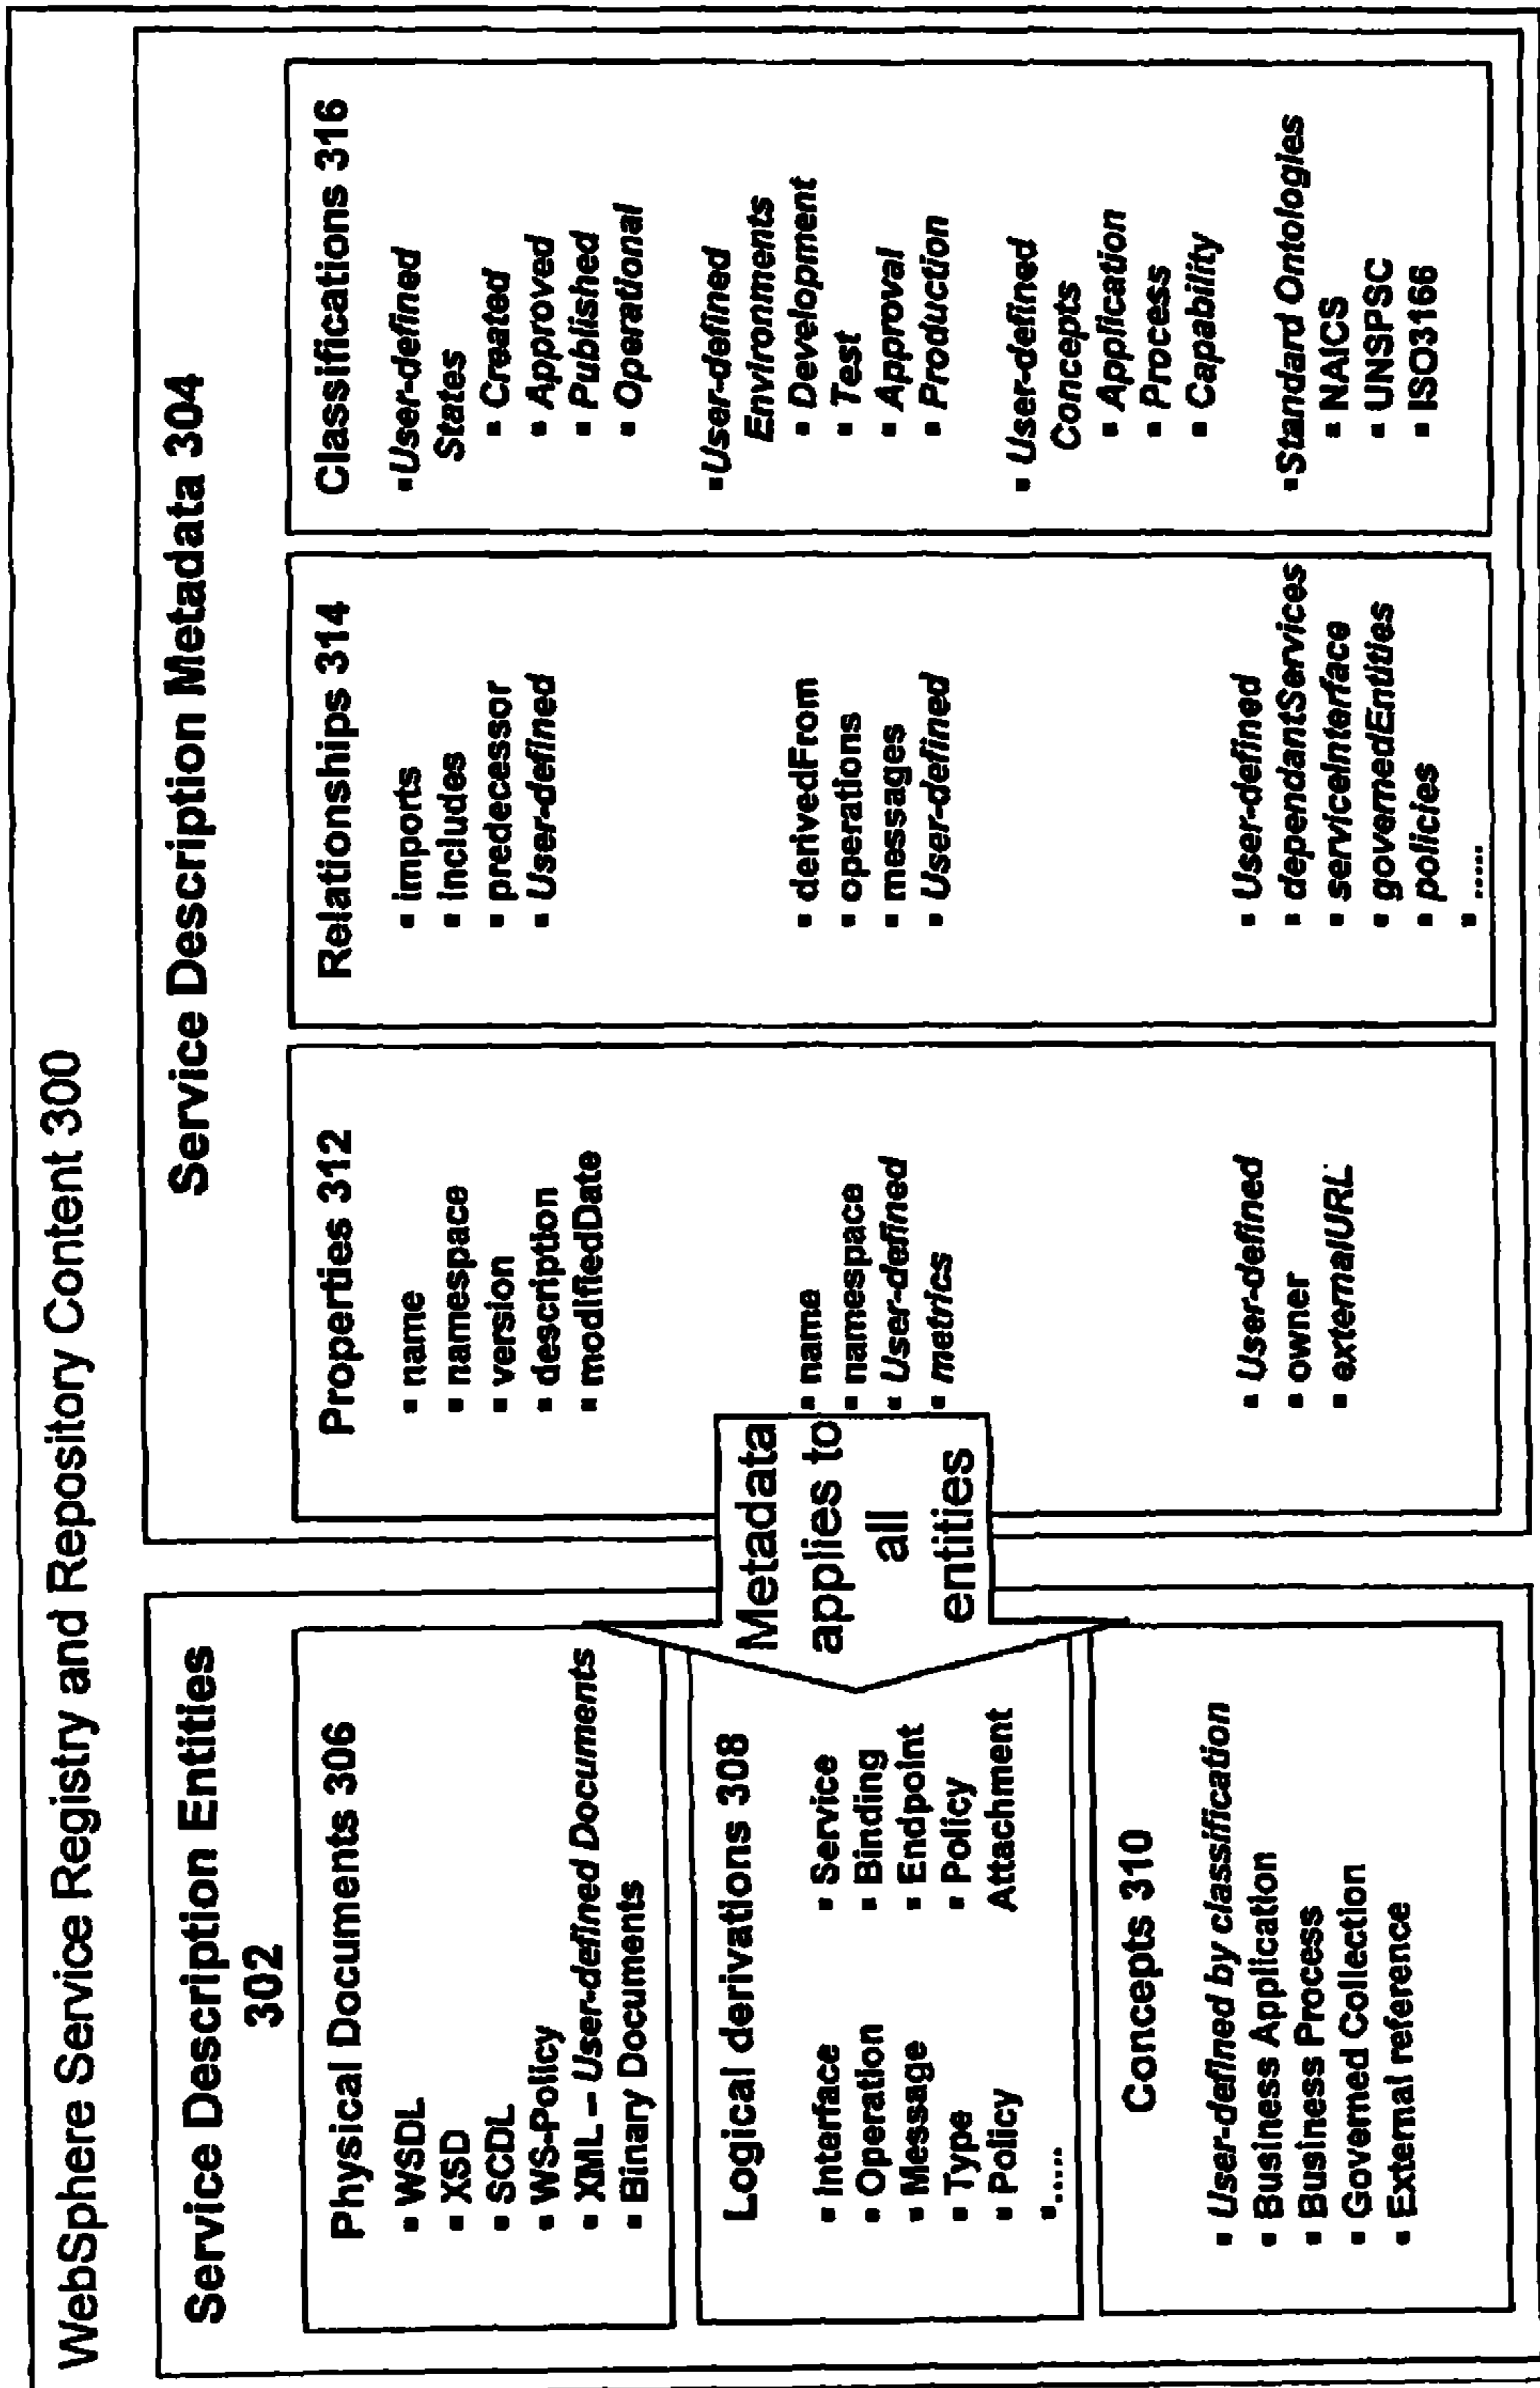 WebSphere Service Registry and Repository Content 300
Service Description Entities
302
Physical Documents 306
▪ WSDL
▪ XSD
▪ SCDL
▪ WS-Policy
▪ XML – User-defined Documents
▪ Binary Documents
Logical derivations 308
▪ Interface
▪ Operation
▪ Message
▪ Type
▪ Policy
▪.....
▪ Service
▪ Binding
▪ Endpoint
▪ Policy
Attachment
Concepts 310
▪ User-defined by classification
▪ Business Application
▪ Business Process
▪ Governed Collection
▪ External reference
Metadata
applies to
all
entities
Service Description Metadata 304
Properties 312
▪ name
▪ namespace
▪ version
▪ description
▪ modifiedDate
▪ name
▪ namespace
▪ User-defined
▪ metrics
▪ User-defined
▪ owner
▪ externalURL
Relationships 314
▪ imports
▪ includes
▪ predecessor
▪ User-defined
▪ derivedFrom
▪ operations
▪ messages
▪ User-defined
▪ User-defined
▪ dependantServices
▪ serviceInterface
▪ governedEntities
▪ policies
▪ .....
Classifications 316
▪User-defined
States
▪ Created
▪ Approved
▪ Published
▪ Operational
▪User-defined
Environments
▪ Development
▪ Test
▪ Approval
▪ Production
▪ User-defined
Concepts
▪ Application
▪ Process
▪ Capability
▪Standard Ontologies
▪ NAICS
▪ UNSPSC
▪ ISO3166